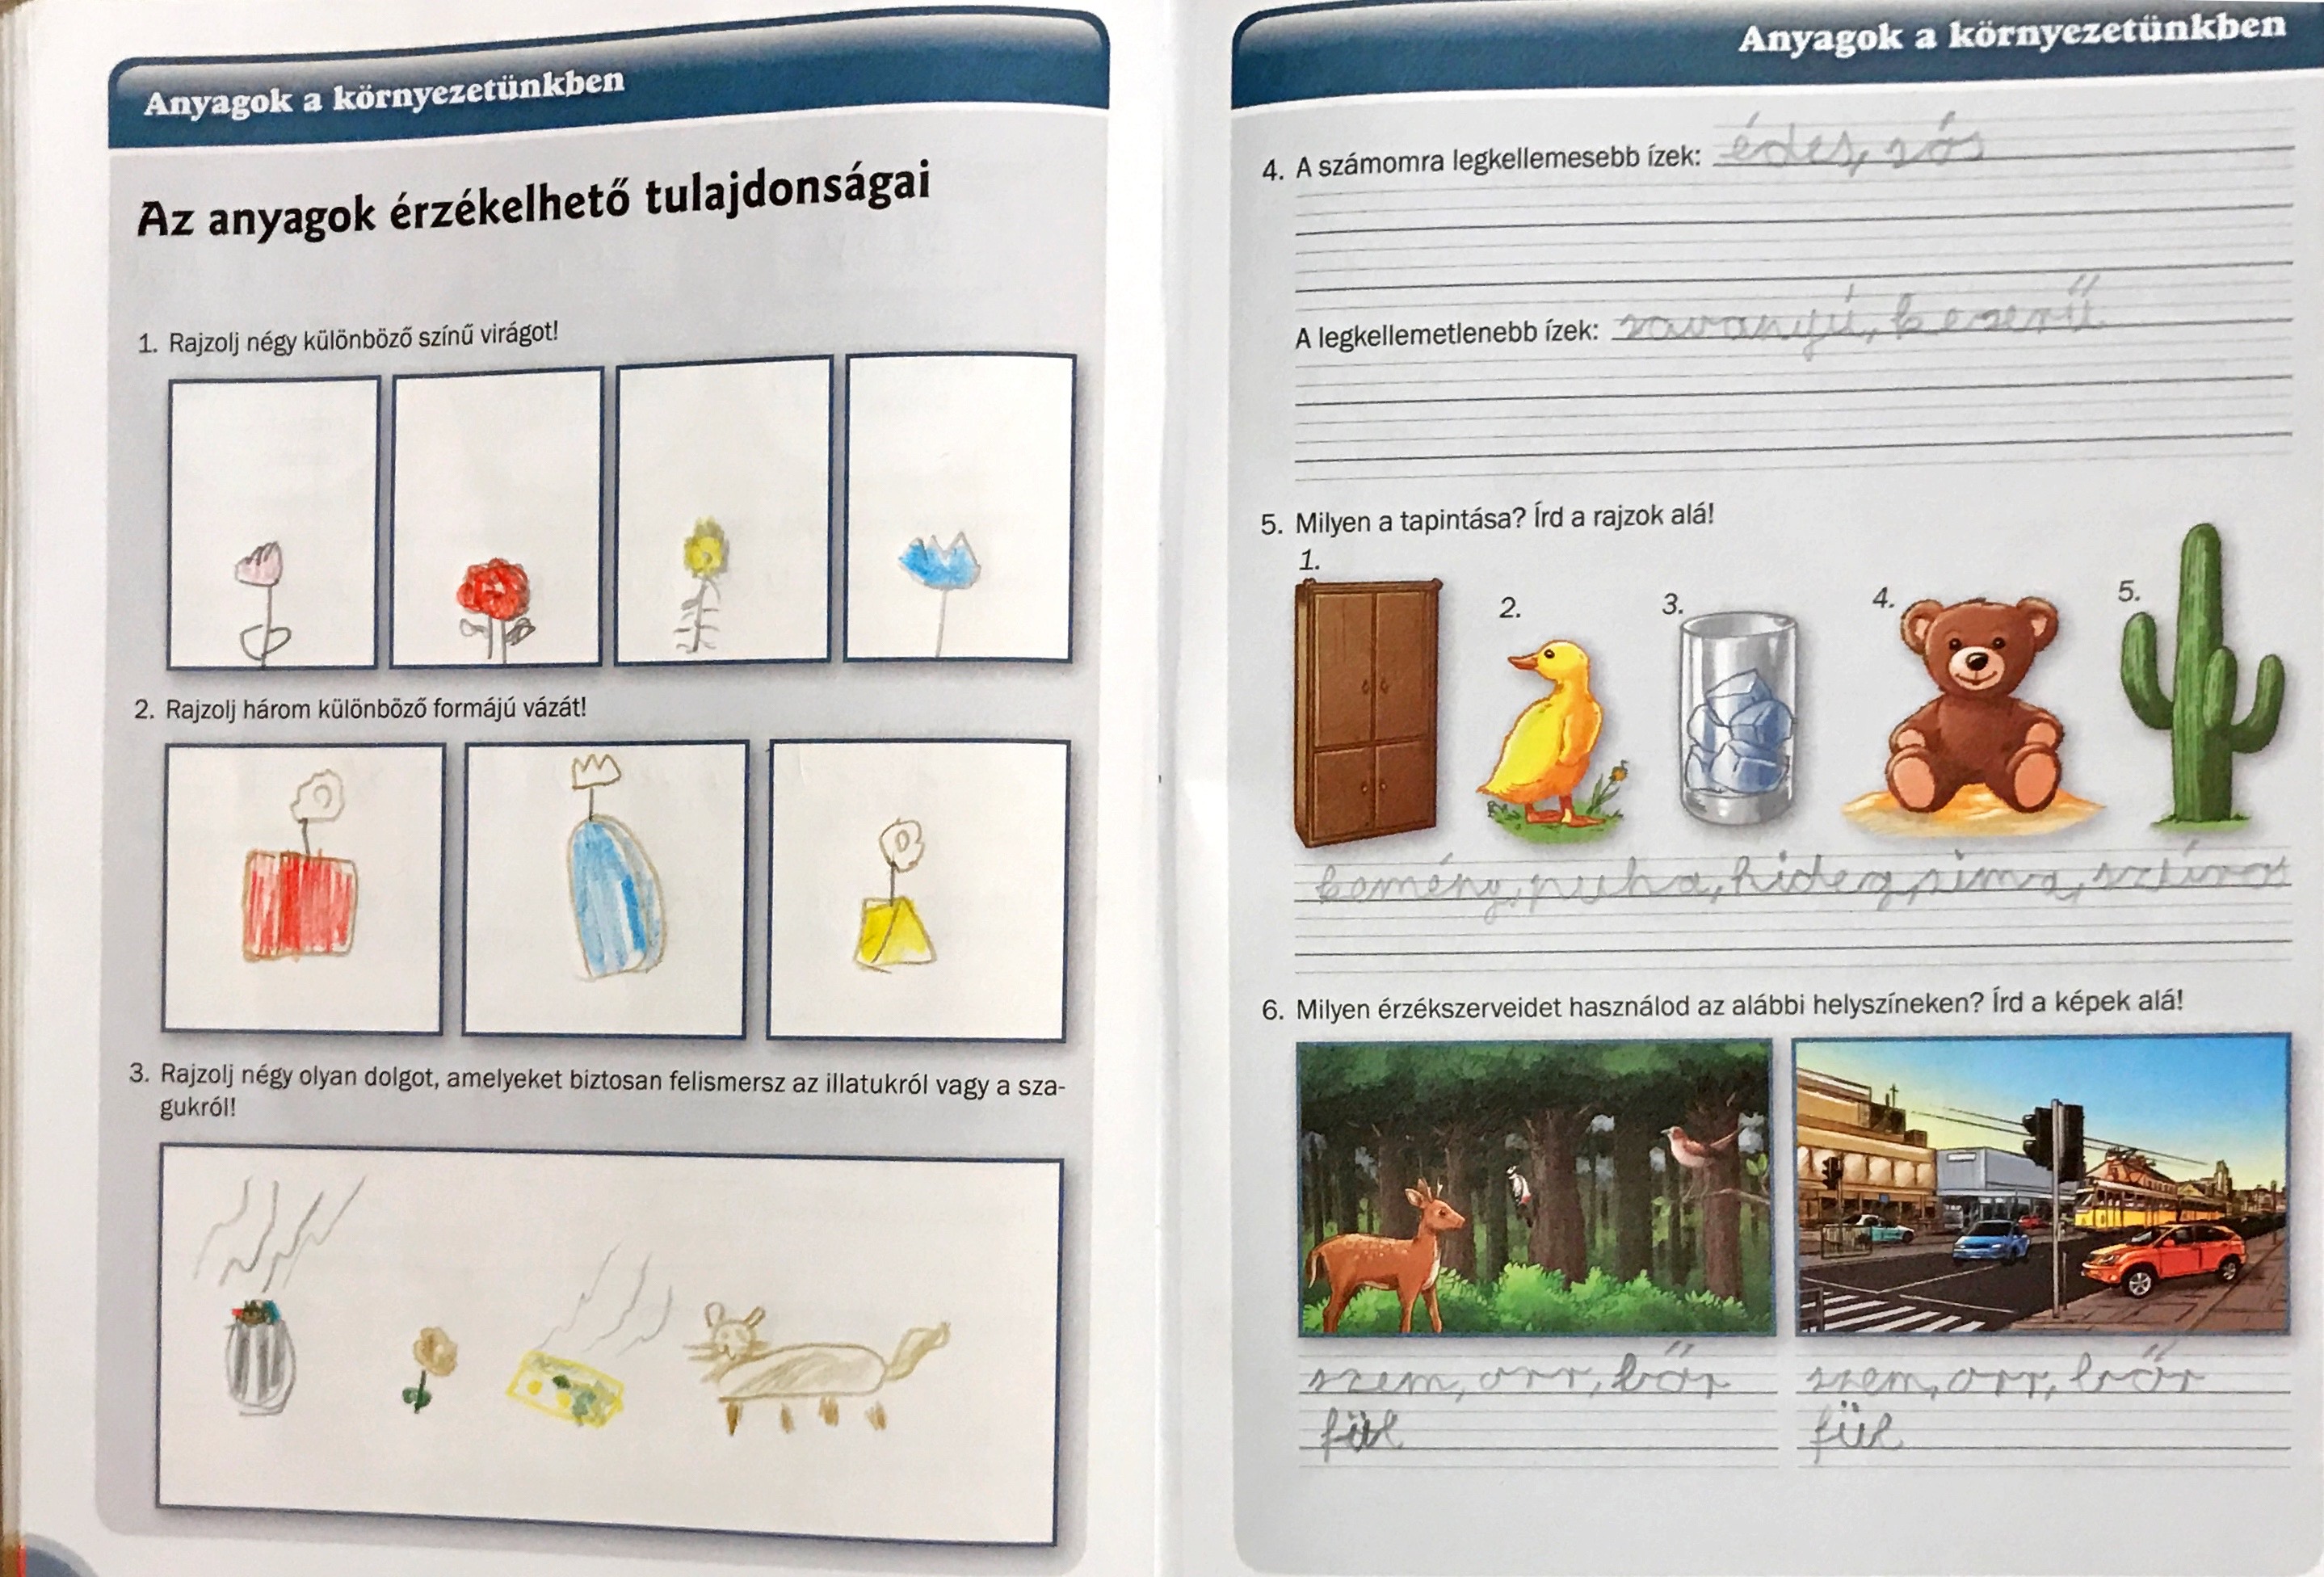 Anyagok a környezetünkben
Az anyagok érzékelhető tulajdonságai
1. Rajzolj négy különböző színű virágot!
2. Rajzolj három különböző formájú vázát!
3. Rajzolj négy olyan dolgot, amelyeket biztosan felismersz az illatukról vagy a sza-
gukról!
Anyagok a környezetünkben
4. A számomra legkellemesebb ízek: édes, sós
A legkellemetlenebb ízek: savanyú, keserű
5. Milyen a tapintása? Írd a rajzok alá!
1.
2.
3.
4.
5.
kemény, puha, hideg, sima, szúros
6. Milyen érzékszerveidet használod az alábbi helyszíneken? Írd a képek alá!
szem, orr, bőr
fül
szem, orr, bőr
fül